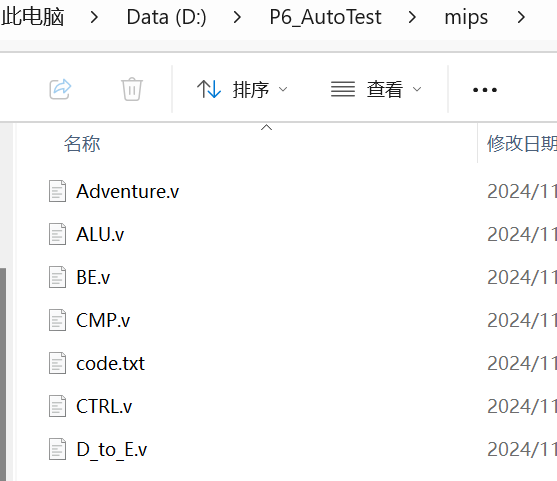 此电脑 > Data (D:) > P6_AutoTest > mips >
排序 查看 •••
名称 修改日期
Adventure.v 2024/11
ALU.v 2024/11
BE.v 2024/11
CMP.v 2024/11
code.txt 2024/11
CTRL.v 2024/11
D_to_E.v 2024/11